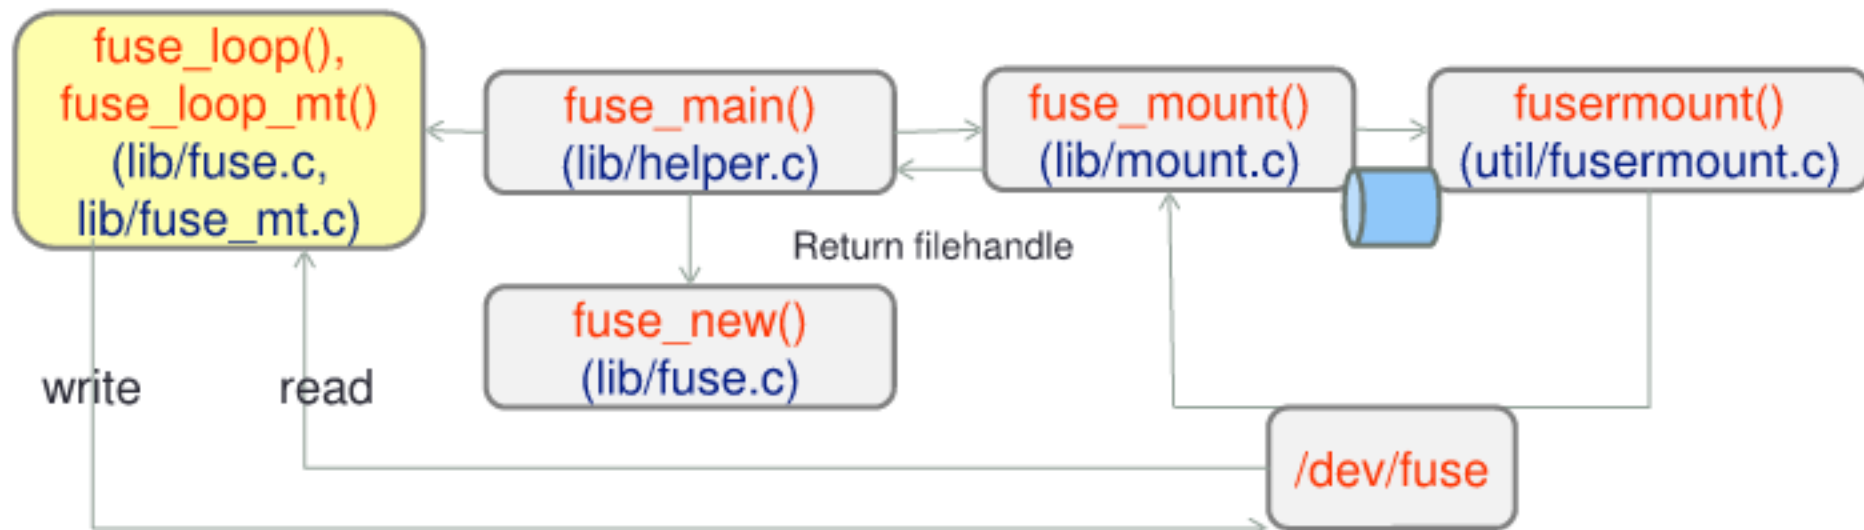 fuse_loop(),
fuse_loop_mt()
(lib/fuse.c,
lib/fuse_mt.c)
fuse_main()
(lib/helper.c)
fuse_mount()
(lib/mount.c)
fusermount()
(util/fusermount.c)
Return filehandle
fuse_new()
(lib/fuse.c)
write
read
/dev/fuse